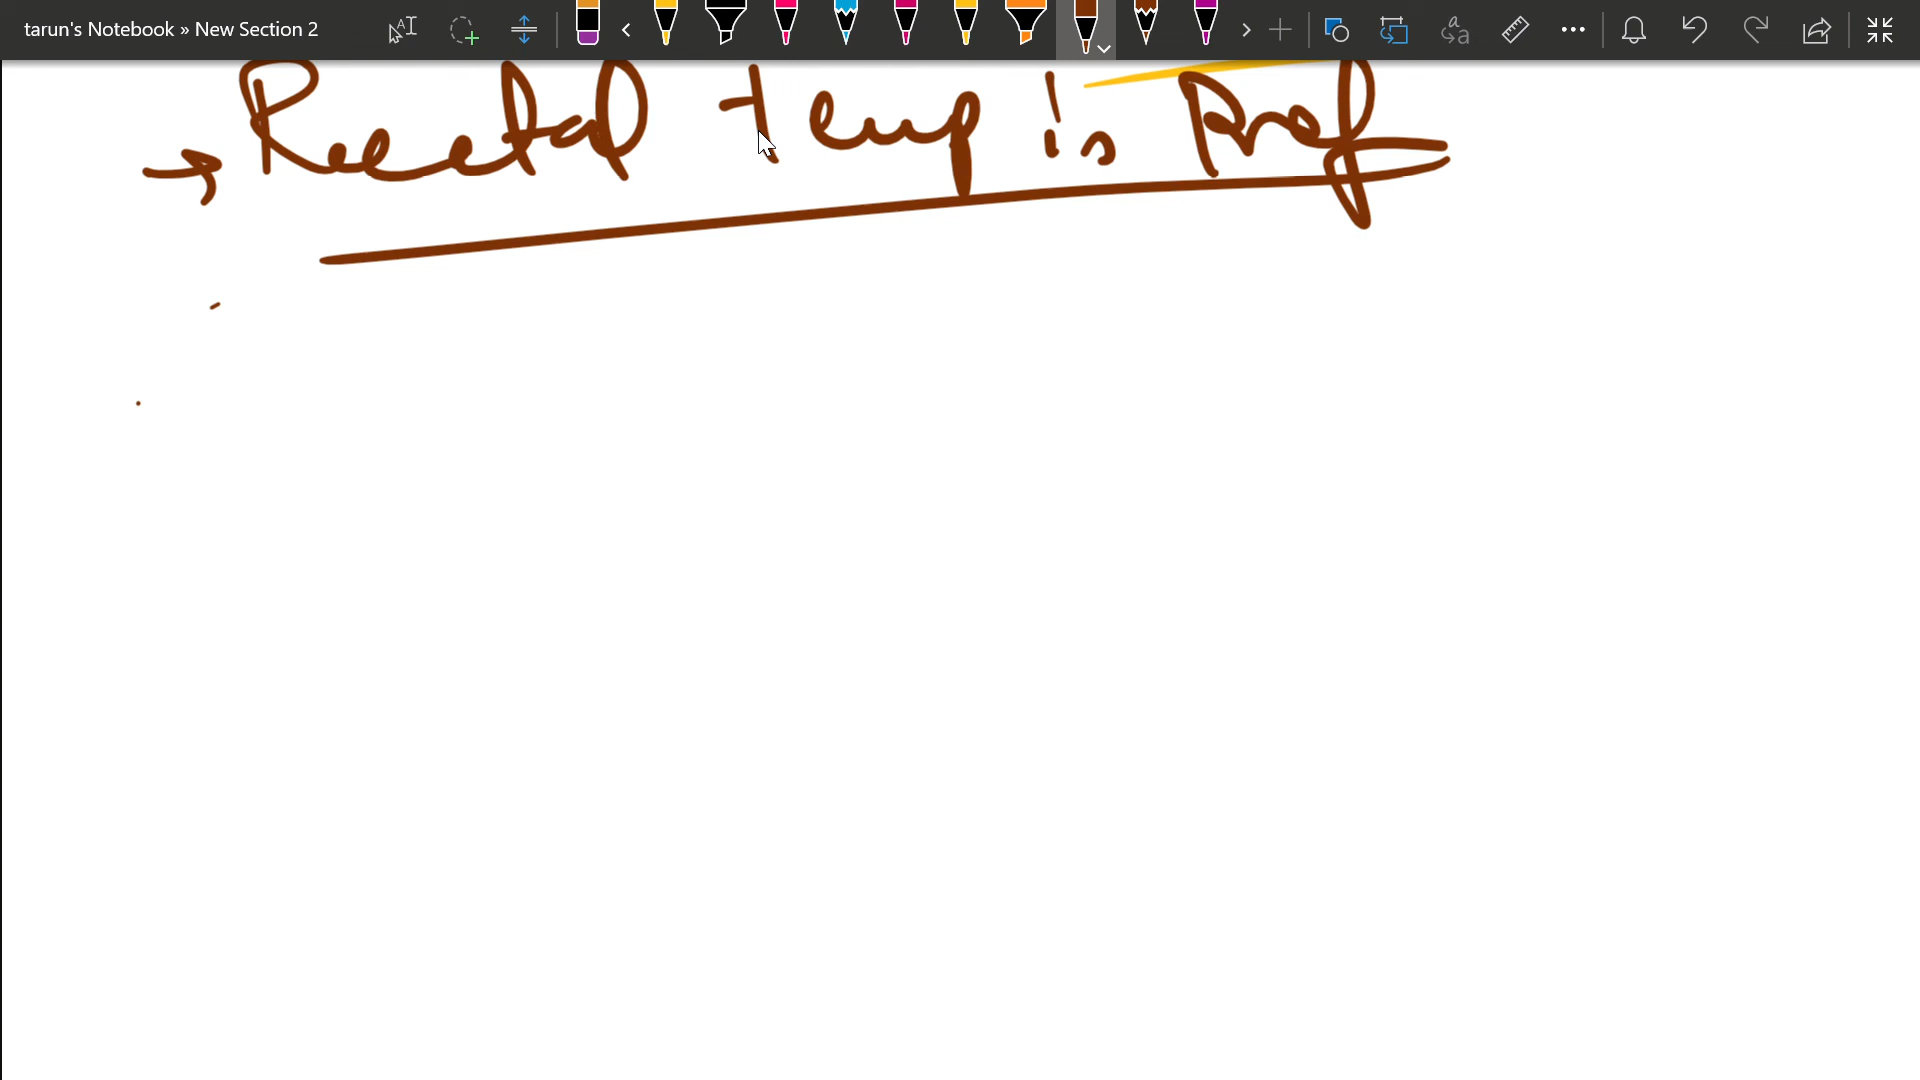 tarun's Notebook » New Section 2
→ Rectal temp is Pref